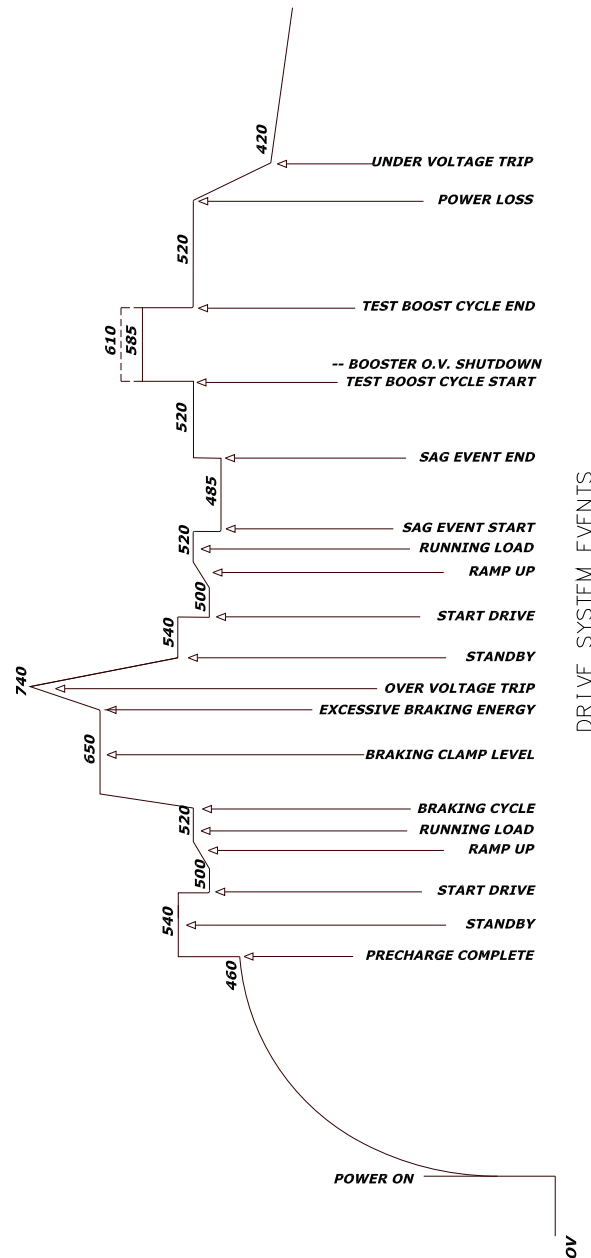 420
UNDER VOLTAGE TRIP
POWER LOSS
520
TEST BOOST CYCLE END
610
585
-- BOOSTER O.V. SHUTDOWN
TEST BOOST CYCLE START
520
SAG EVENT END
485
SAG EVENT START
520
RUNNING LOAD
RAMP UP
500
START DRIVE
540
STANDBY
740
OVER VOLTAGE TRIP
EXCESSIVE BRAKING ENERGY
650
BRAKING CLAMP LEVEL
BRAKING CYCLE
520
RUNNING LOAD
RAMP UP
500
START DRIVE
540
STANDBY
PRECHARGE COMPLETE
460
POWER ON
0V
DRIVE SYSTEM EVENTS